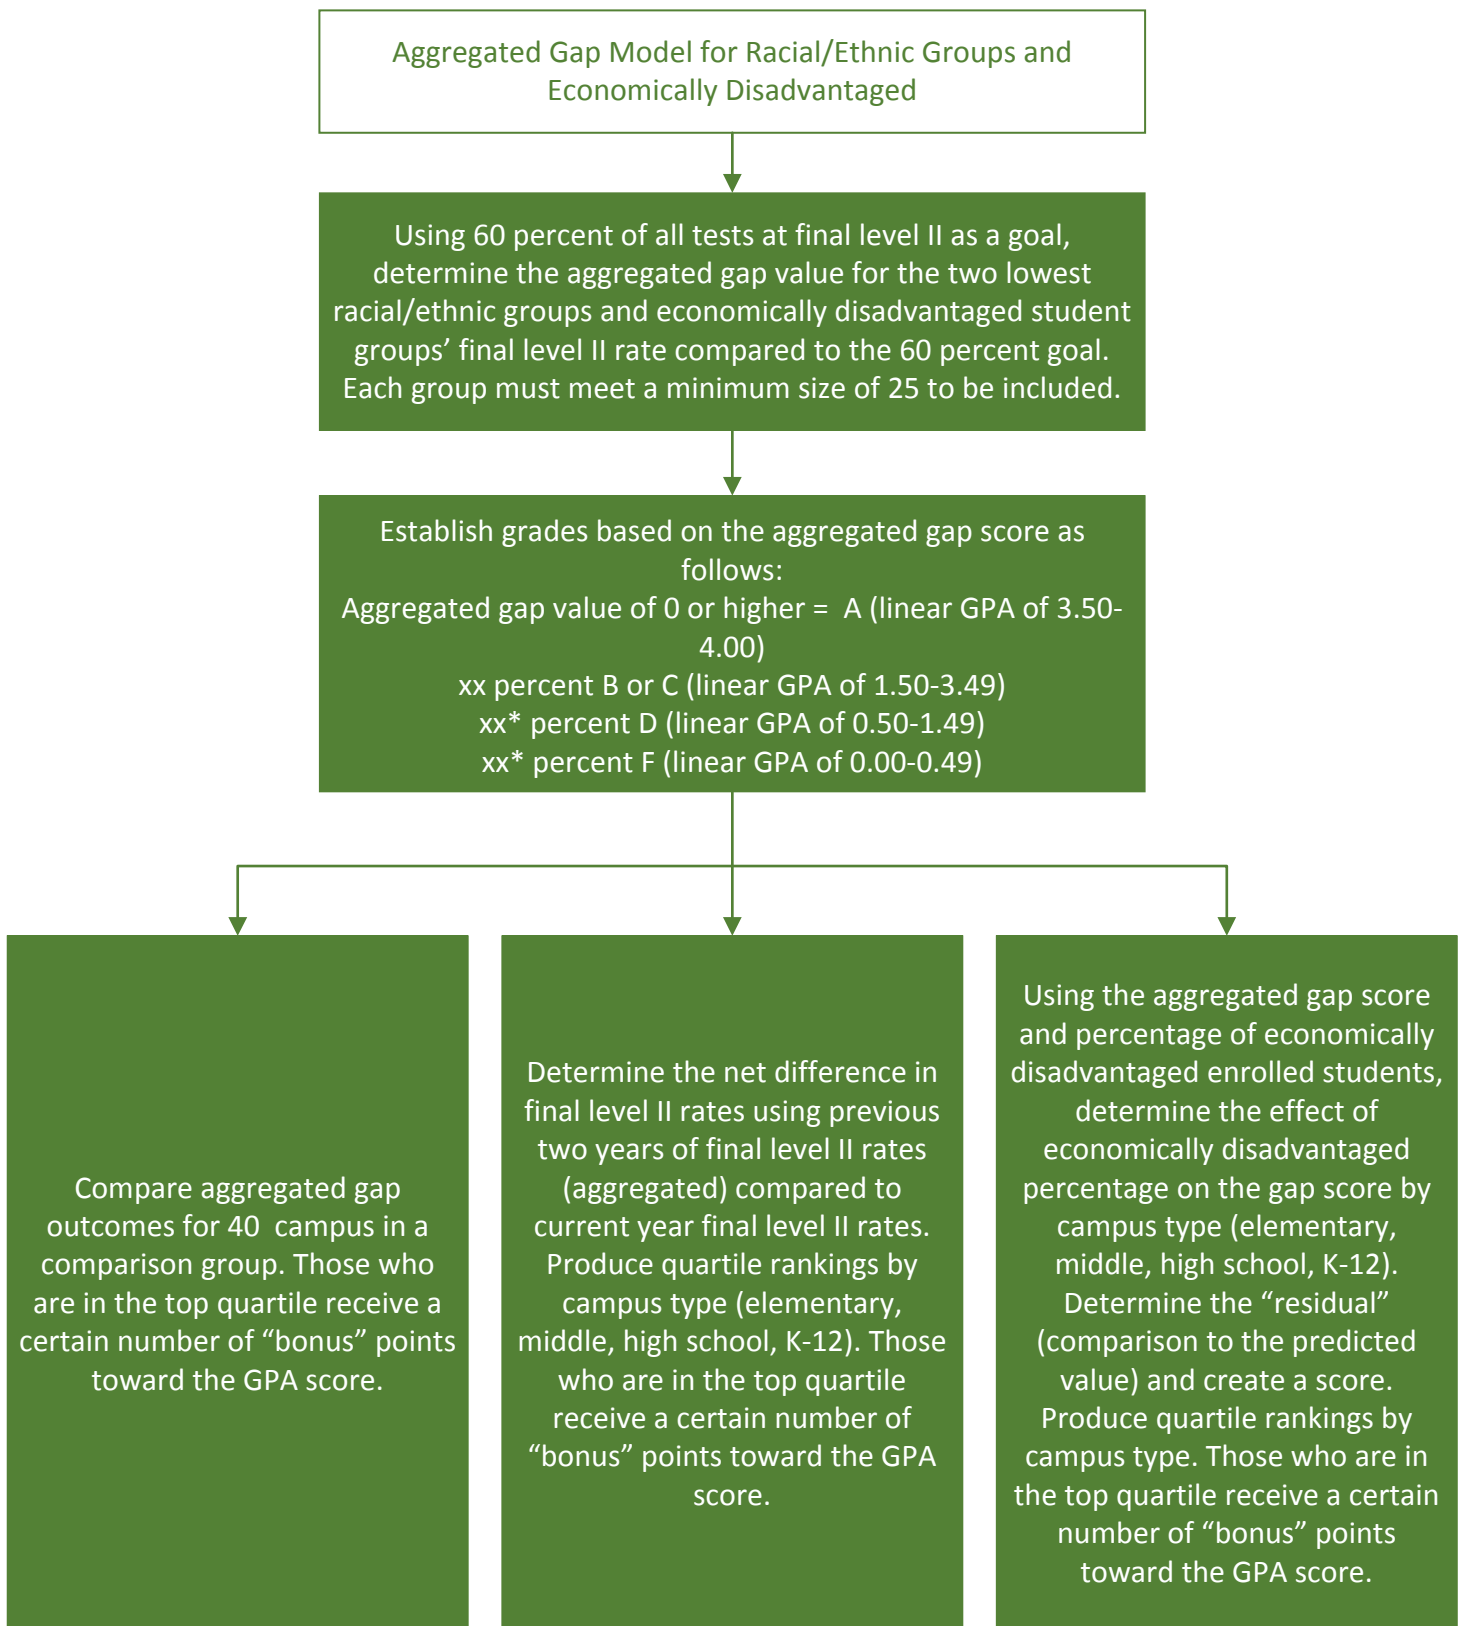 Aggregated Gap Model for Racial/Ethnic Groups and
Economically Disadvantaged
Using 60 percent of all tests at final level II as a goal,
determine the aggregated gap value for the two lowest
racial/ethnic groups and economically disadvantaged student
groups’ final level II rate compared to the 60 percent goal.
Each group must meet a minimum size of 25 to be included.
Establish grades based on the aggregated gap score as
follows:
Aggregated gap value of 0 or higher =  A (linear GPA of 3.50-
4.00)
xx percent B or C (linear GPA of 1.50-3.49)
xx* percent D (linear GPA of 0.50-1.49)
xx* percent F (linear GPA of 0.00-0.49)
Compare aggregated gap
outcomes for 40  campus in a
comparison group. Those who
are in the top quartile receive a
certain number of “bonus” points
toward the GPA score.
Determine the net difference in
final level II rates using previous
two years of final level II rates
(aggregated) compared to
current year final level II rates.
Produce quartile rankings by
campus type (elementary,
middle, high school, K-12). Those
who are in the top quartile
receive a certain number of
“bonus” points toward the GPA
score.
Using the aggregated gap score
and percentage of economically
disadvantaged enrolled students,
determine the effect of
economically disadvantaged
percentage on the gap score by
campus type (elementary,
middle, high school, K-12).
Determine the “residual”
(comparison to the predicted
value) and create a score.
Produce quartile rankings by
campus type. Those who are in
the top quartile receive a certain
number of “bonus” points
toward the GPA score.